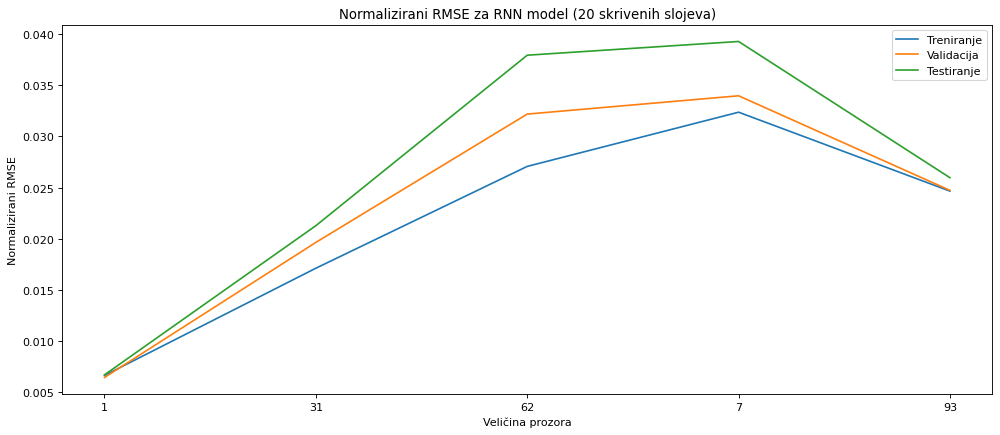 Normalizirani RMSE za RNN model (20 skrivenih slojeva)
Treniranje
Validacija
Testiranje
Normalizirani RMSE
0.040
0.035
0.030
0.025
0.020
0.015
0.010
0.005
1 31 62 7 93
Veličina prozora